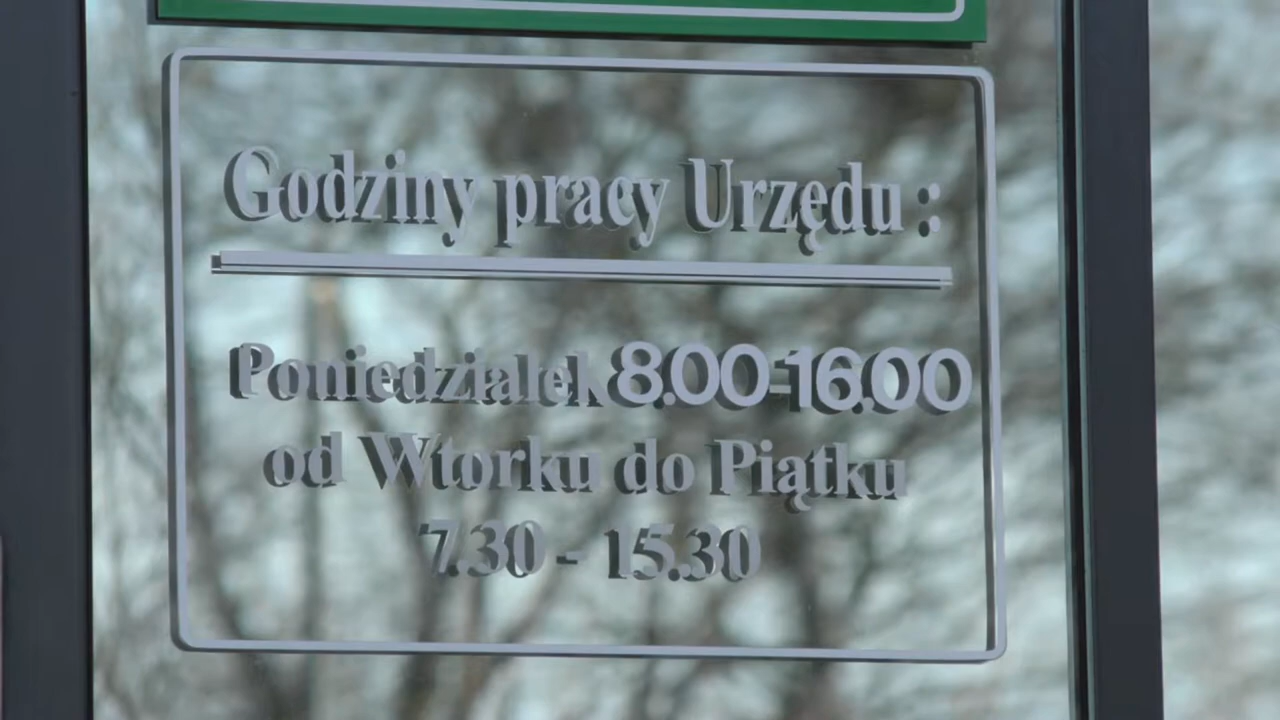 Godziny pracy Urzędu :
Poniedziałek 8.00-16.00
od Wtorku do Piątku
7.30 - 15.30